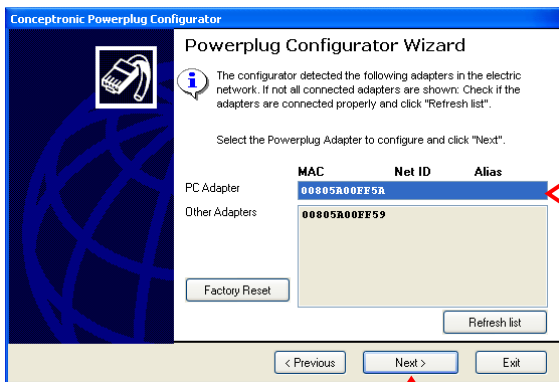 Conceptronic Powerplug Configurator
Powerplug Configurator Wizard
The configurator detected the following adapters in the electric
network. If not all connected adapters are shown: Check if the
adapters are connected properly and click "Refresh list".
Select the Powerplug Adapter to configure and click "Next".
MAC Net ID Alias
PC Adapter 00805A00FF5A
Other Adapters 00805A00FF59
Factory Reset
Refresh list
< Previous Next > Exit